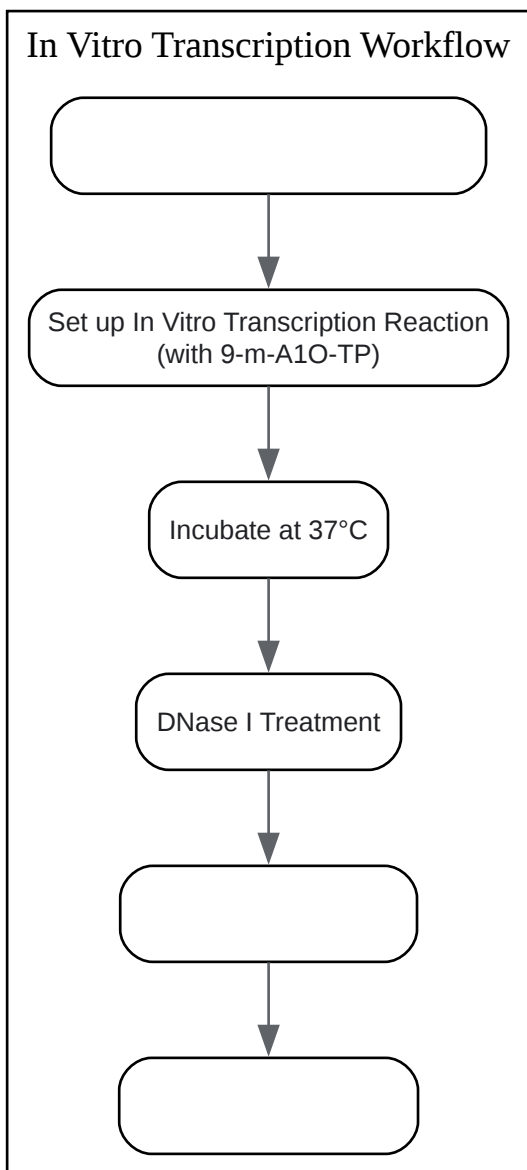 In Vitro Transcription Workflow
Set up In Vitro Transcription Reaction
(with 9-m-A1O-TP)
Incubate at 37°C
DNase I Treatment